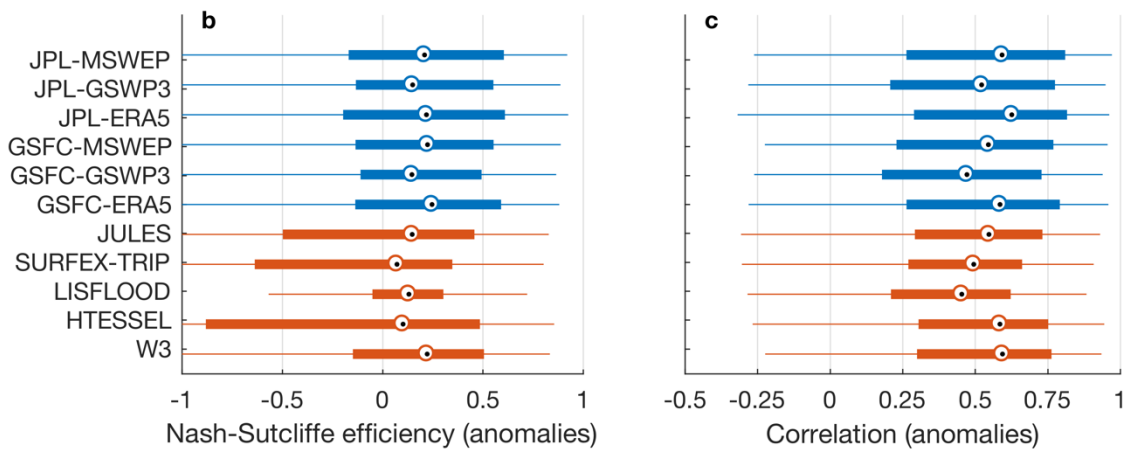 b
JPL-MSWEP
JPL-GSWP3
JPL-ERA5
GSFC-MSWEP
GSFC-GSWP3
GSFC-ERA5
JULES
SURFEX-TRIP
LISFLOOD
HTESSEL
W3
-1 -0.5 0 0.5 1
Nash-Sutcliffe efficiency (anomalies)
c
-0.5 -0.25 0 0.25 0.5 0.75 1
Correlation (anomalies)